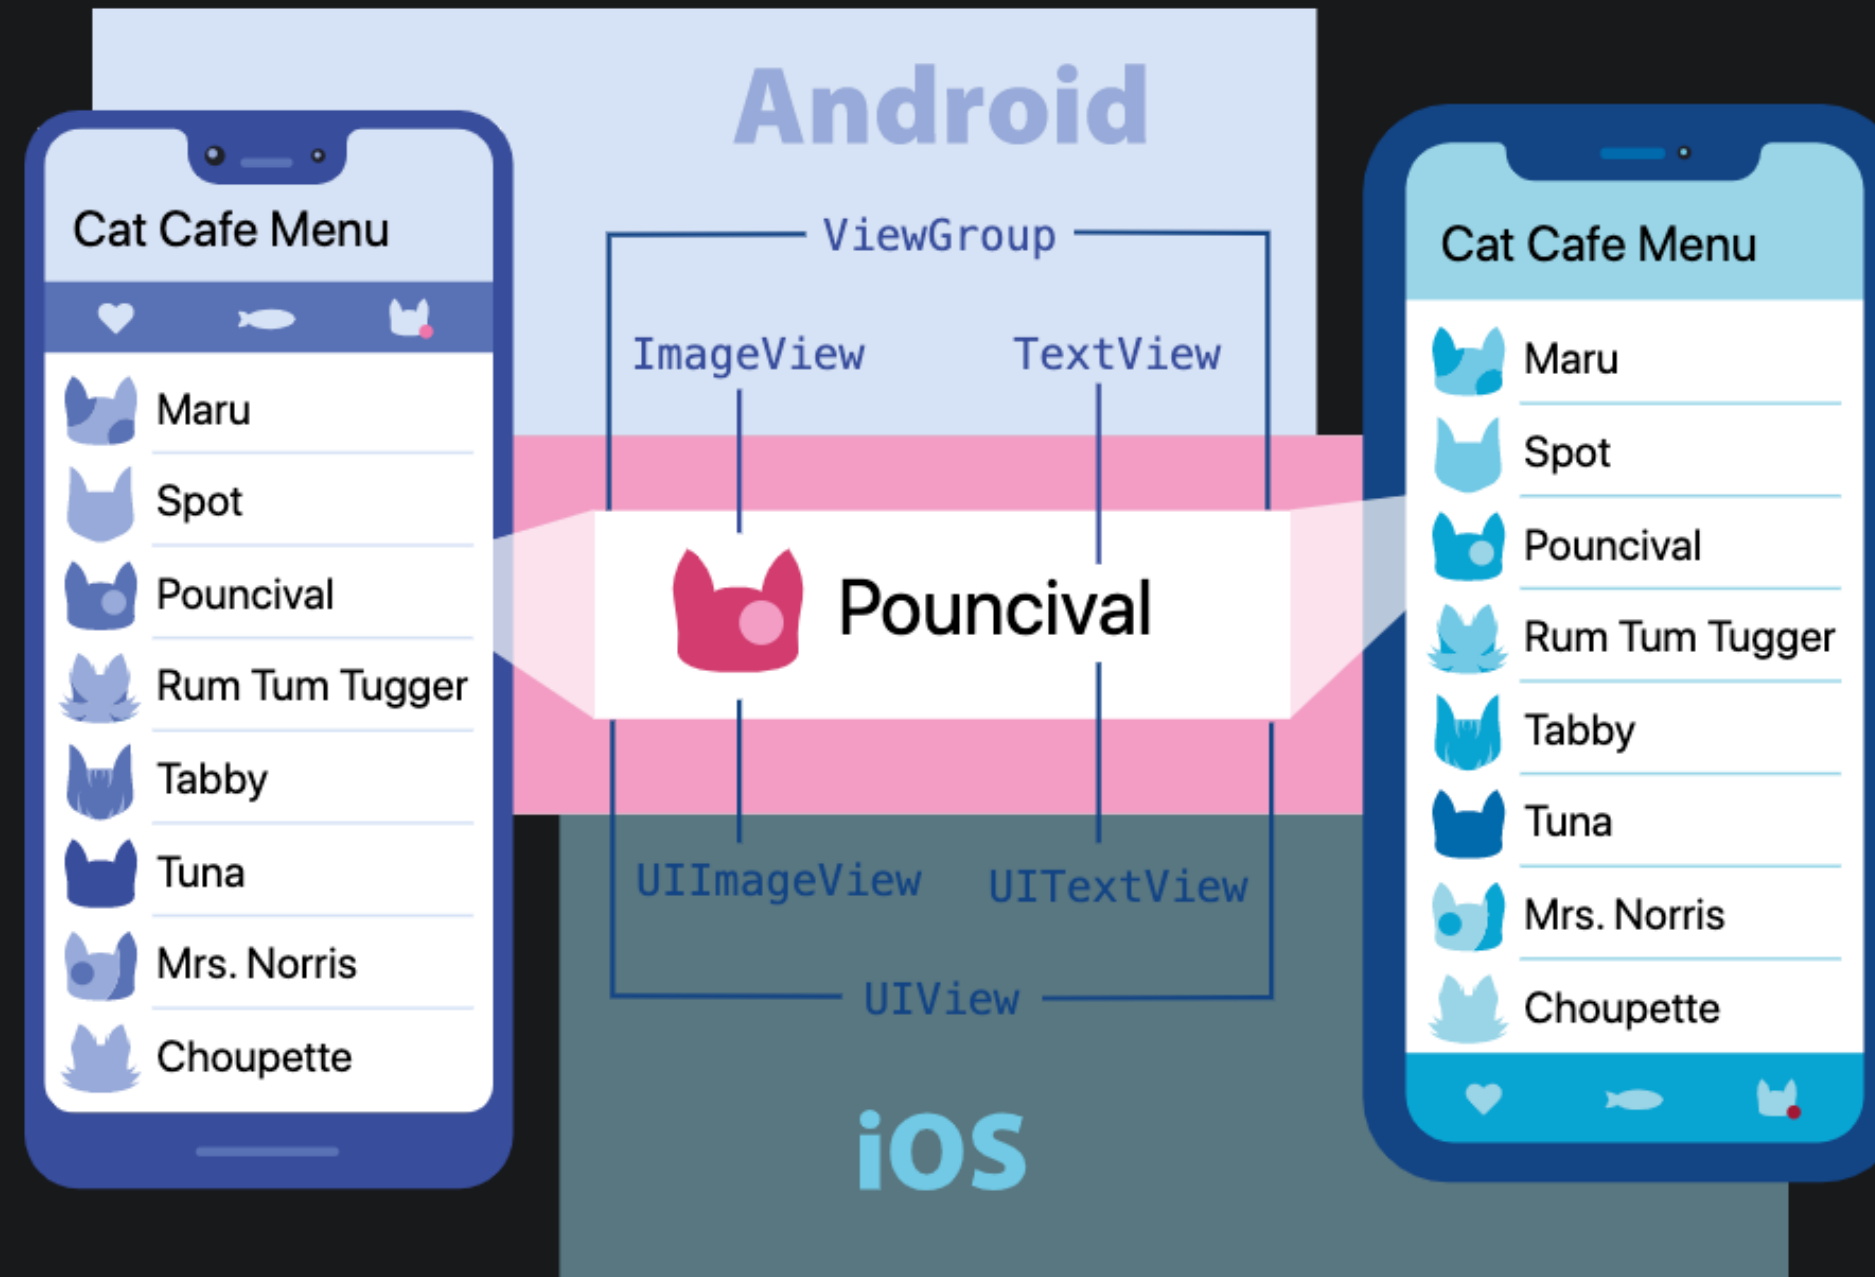 Android
Cat Cafe Menu
Maru
Spot
Pouncival
Rum Tum Tugger
Tabby
Tuna
Mrs. Norris
Choupette
ViewGroup
ImageView TextView
Pouncival
UIImageView UITextView
UIView
iOS
Cat Cafe Menu
Maru
Spot
Pouncival
Rum Tum Tugger
Tabby
Tuna
Mrs. Norris
Choupette